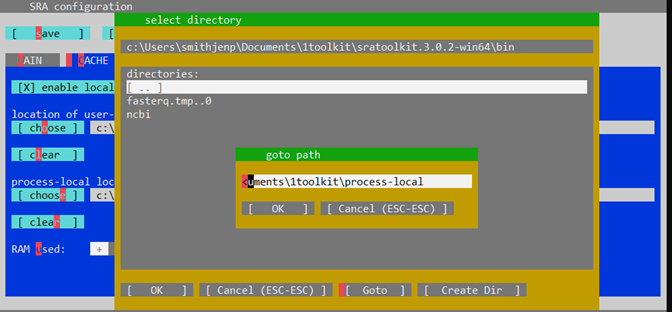 SRA configuration
select directory
[ save ] [
c:\Users\smithjenp\Documents\1toolkit\sratoolkit.3.0.2-win64\bin
AIN CACHE
directories:
[X] enable local
[ .. ]
fasterq.tmp..0
location of user-
ncbi
[ choose ] c:\
goto path
[ clear ]
<uments\1toolkit\process-local
process-local loc
[ choose ] c:\
[ OK ] [ Cancel (ESC-ESC) ]
[ clear ]
RAM used: +
[ OK ] [ Cancel (ESC-ESC) ] [ Goto ] [ Create Dir ]